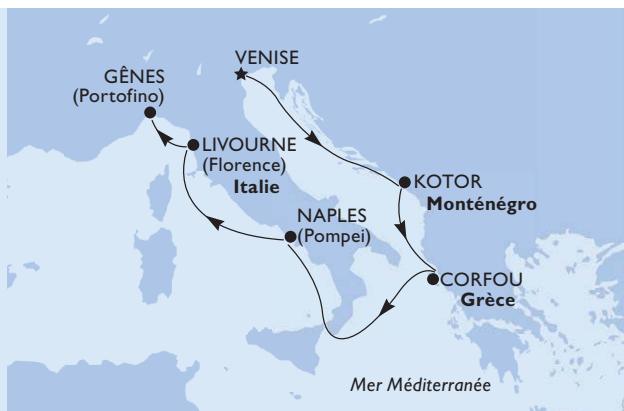 VENISE
GÊNES
(Portofino)
LIVOURNE
(Florence)
Italie
KOTOR
Monténégro
NAPLES
(Pompei)
CORFOU
Grèce
Mer Méditerranée